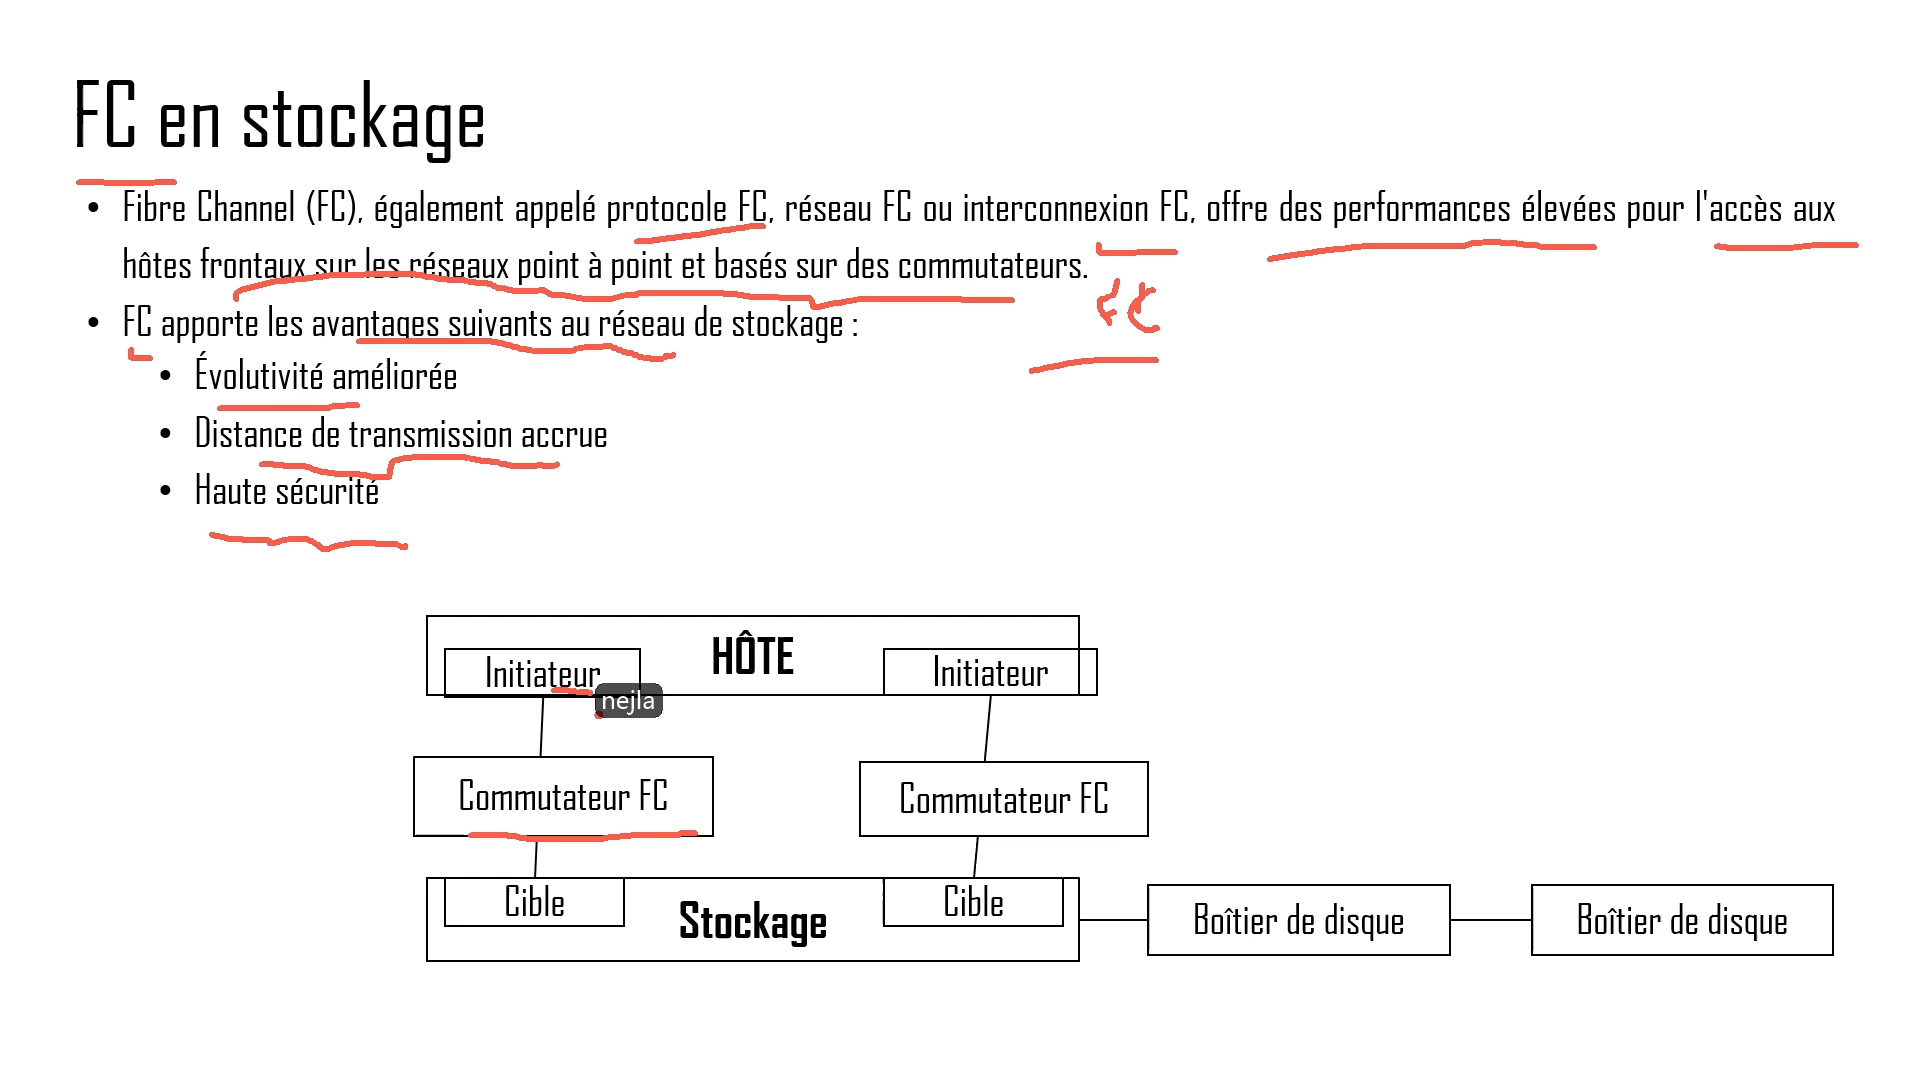 FC en stockage
• Fibre Channel (FC), également appelé protocole FC, réseau FC ou interconnexion FC, offre des performances élevées pour l'accès aux
hôtes frontaux sur les réseaux point à point et basés sur des commutateurs.
• FC apporte les avantages suivants au réseau de stockage :
• Évolutivité améliorée
• Distance de transmission accrue
• Haute sécurité
HÔTE
Initiateur
Initiateur
nejla
Commutateur FC
Commutateur FC
Cible
Cible
Stockage
Boîtier de disque
Boîtier de disque